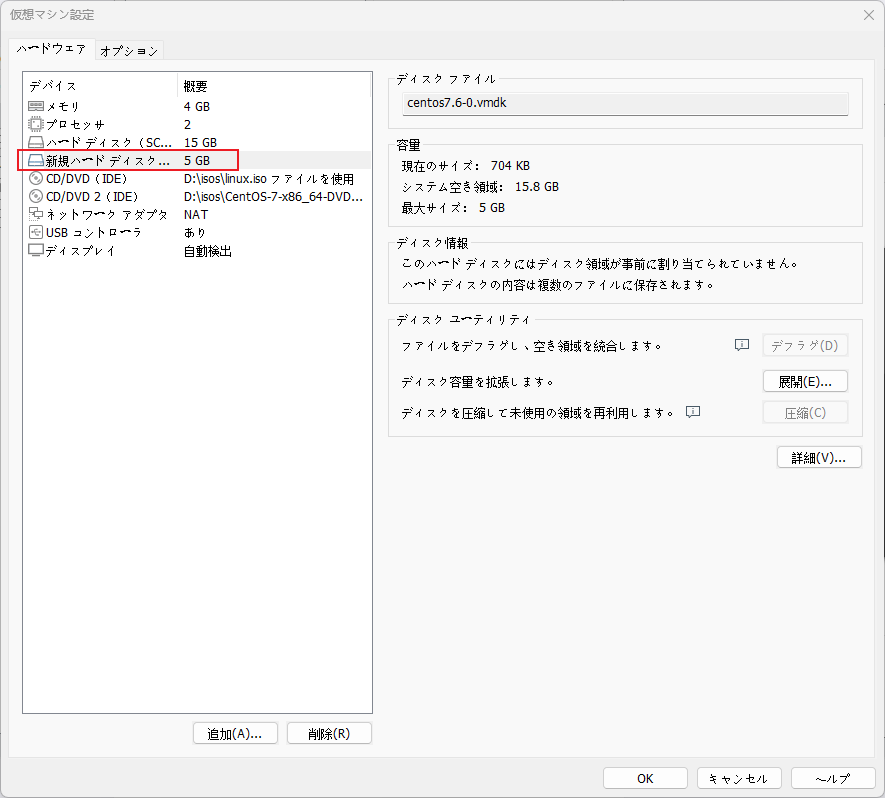 仮想マシン設定
ハードウェア オプション
デバイス 概要
メモリ 4 GB
プロセッサ 2
ハード ディスク（SC... 15 GB
新規ハード ディスク... 5 GB
CD/DVD（IDE） D:\isos\linux.iso ファイルを使用
CD/DVD 2（IDE） D:\isos\CentOS-7-x86_64-DVD...
ネットワーク アダプタ NAT
USB コントローラ あり
ディスプレイ 自動検出
追加(A)... 削除(R)
ディスク ファイル
centos7.6-0.vmdk
容量
現在のサイズ： 704 KB
システム空き領域： 15.8 GB
最大サイズ： 5 GB
ディスク情報
このハード ディスクにはディスク領域が事前に割り当てられていません。
ハード ディスクの内容は複数のファイルに保存されます。
ディスク ユーティリティ
ファイルをデフラグし、空き領域を統合します。 デフラグ(D)
ディスク容量を拡張します。 展開(E)...
ディスクを圧縮して未使用の領域を再利用します。 圧縮(C)
詳細(V)...
OK キャンセル ヘルプ